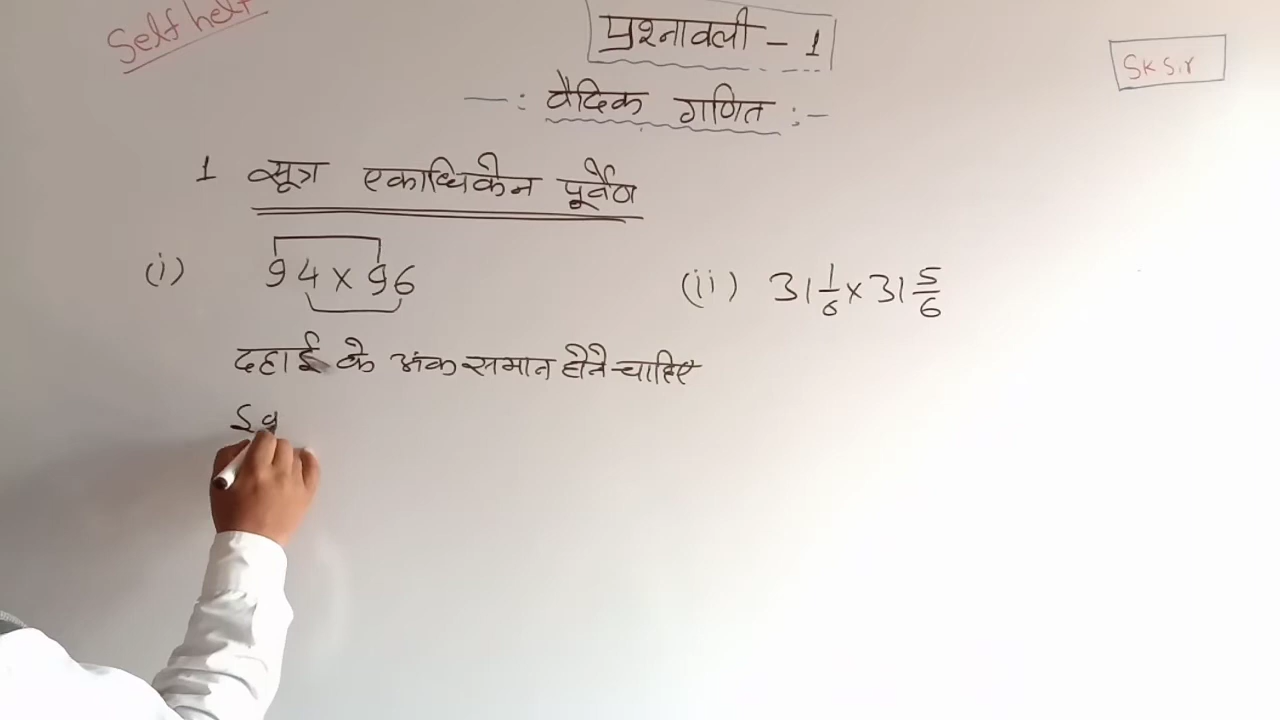 Self help
प्रश्नावली - 1
SK Sir
-: वैदिक गणित :-
1 सूत्र एकाधिकेन पूर्वेण
(i) 94 x 96
(ii) 31 1/6 x 31 5/6
दहाई के अंक समान होने चाहिए